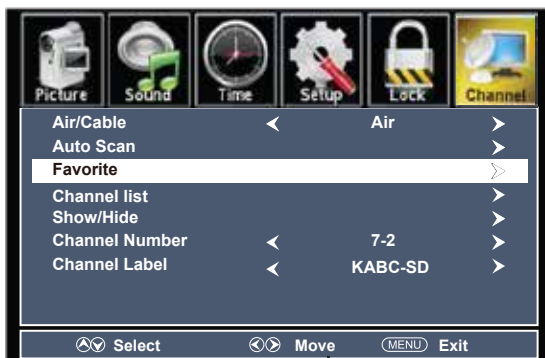 Picture Sound Time Setup Lock Channel
Air/Cable Air
Auto Scan
Favorite
Channel list
Show/Hide
Channel Number 7-2
Channel Label KABC-SD
Select Move MENU Exit